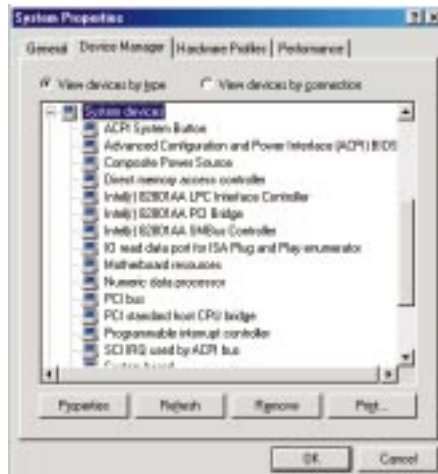 System Properties
General Device Manager Hardware Profiles Performance
View devices by type View devices by connection
System devices
ACPI System Button
Advanced Configuration and Power Interface (ACPI) BIOS
Composite Power Source
Direct memory access controller
Intel(r) 82801AA LPC Interface Controller
Intel(r) 82801AA PCI Bridge
Intel(r) 82801AA SMBus Controller
IO read data port for ISA Plug and Play enumerator
Motherboard resources
Numeric data processor
PCI bus
PCI standard host CPU bridge
Programmable interrupt controller
SCI IRQ used by ACPI bus
System board
Properties Refresh Remove Print...
OK Cancel